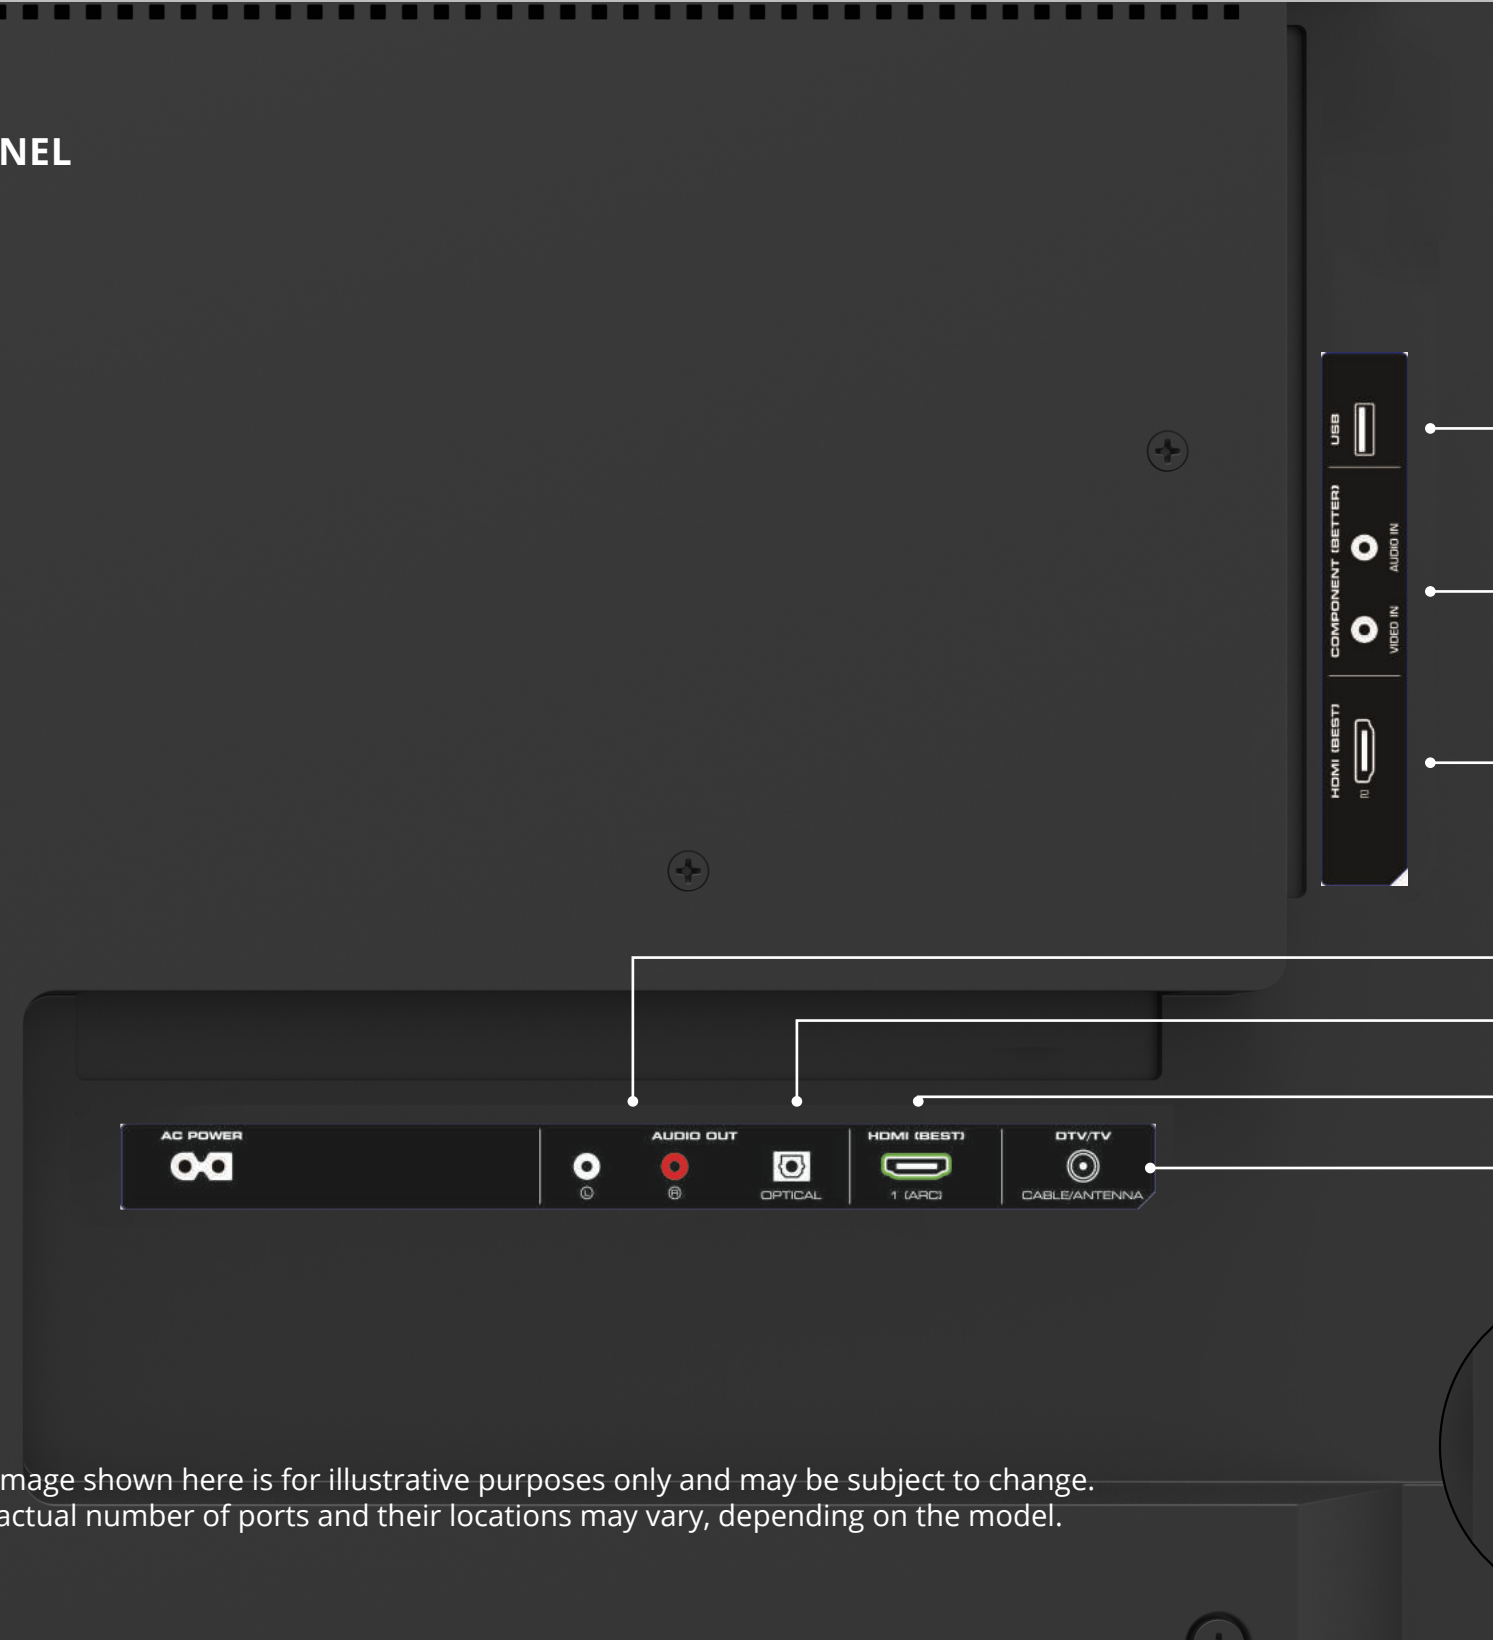 NEL
USB
COMPONENT (BETTER)
AUDIO IN
VIDEO IN
HDMI (BEST)
2
AC POWER
AUDIO OUT
L
R
OPTICAL
HDMI (BEST)
1 (ARC)
DTV/TV
CABLE/ANTENNA
mage shown here is for illustrative purposes only and may be subject to change.
actual number of ports and their locations may vary, depending on the model.